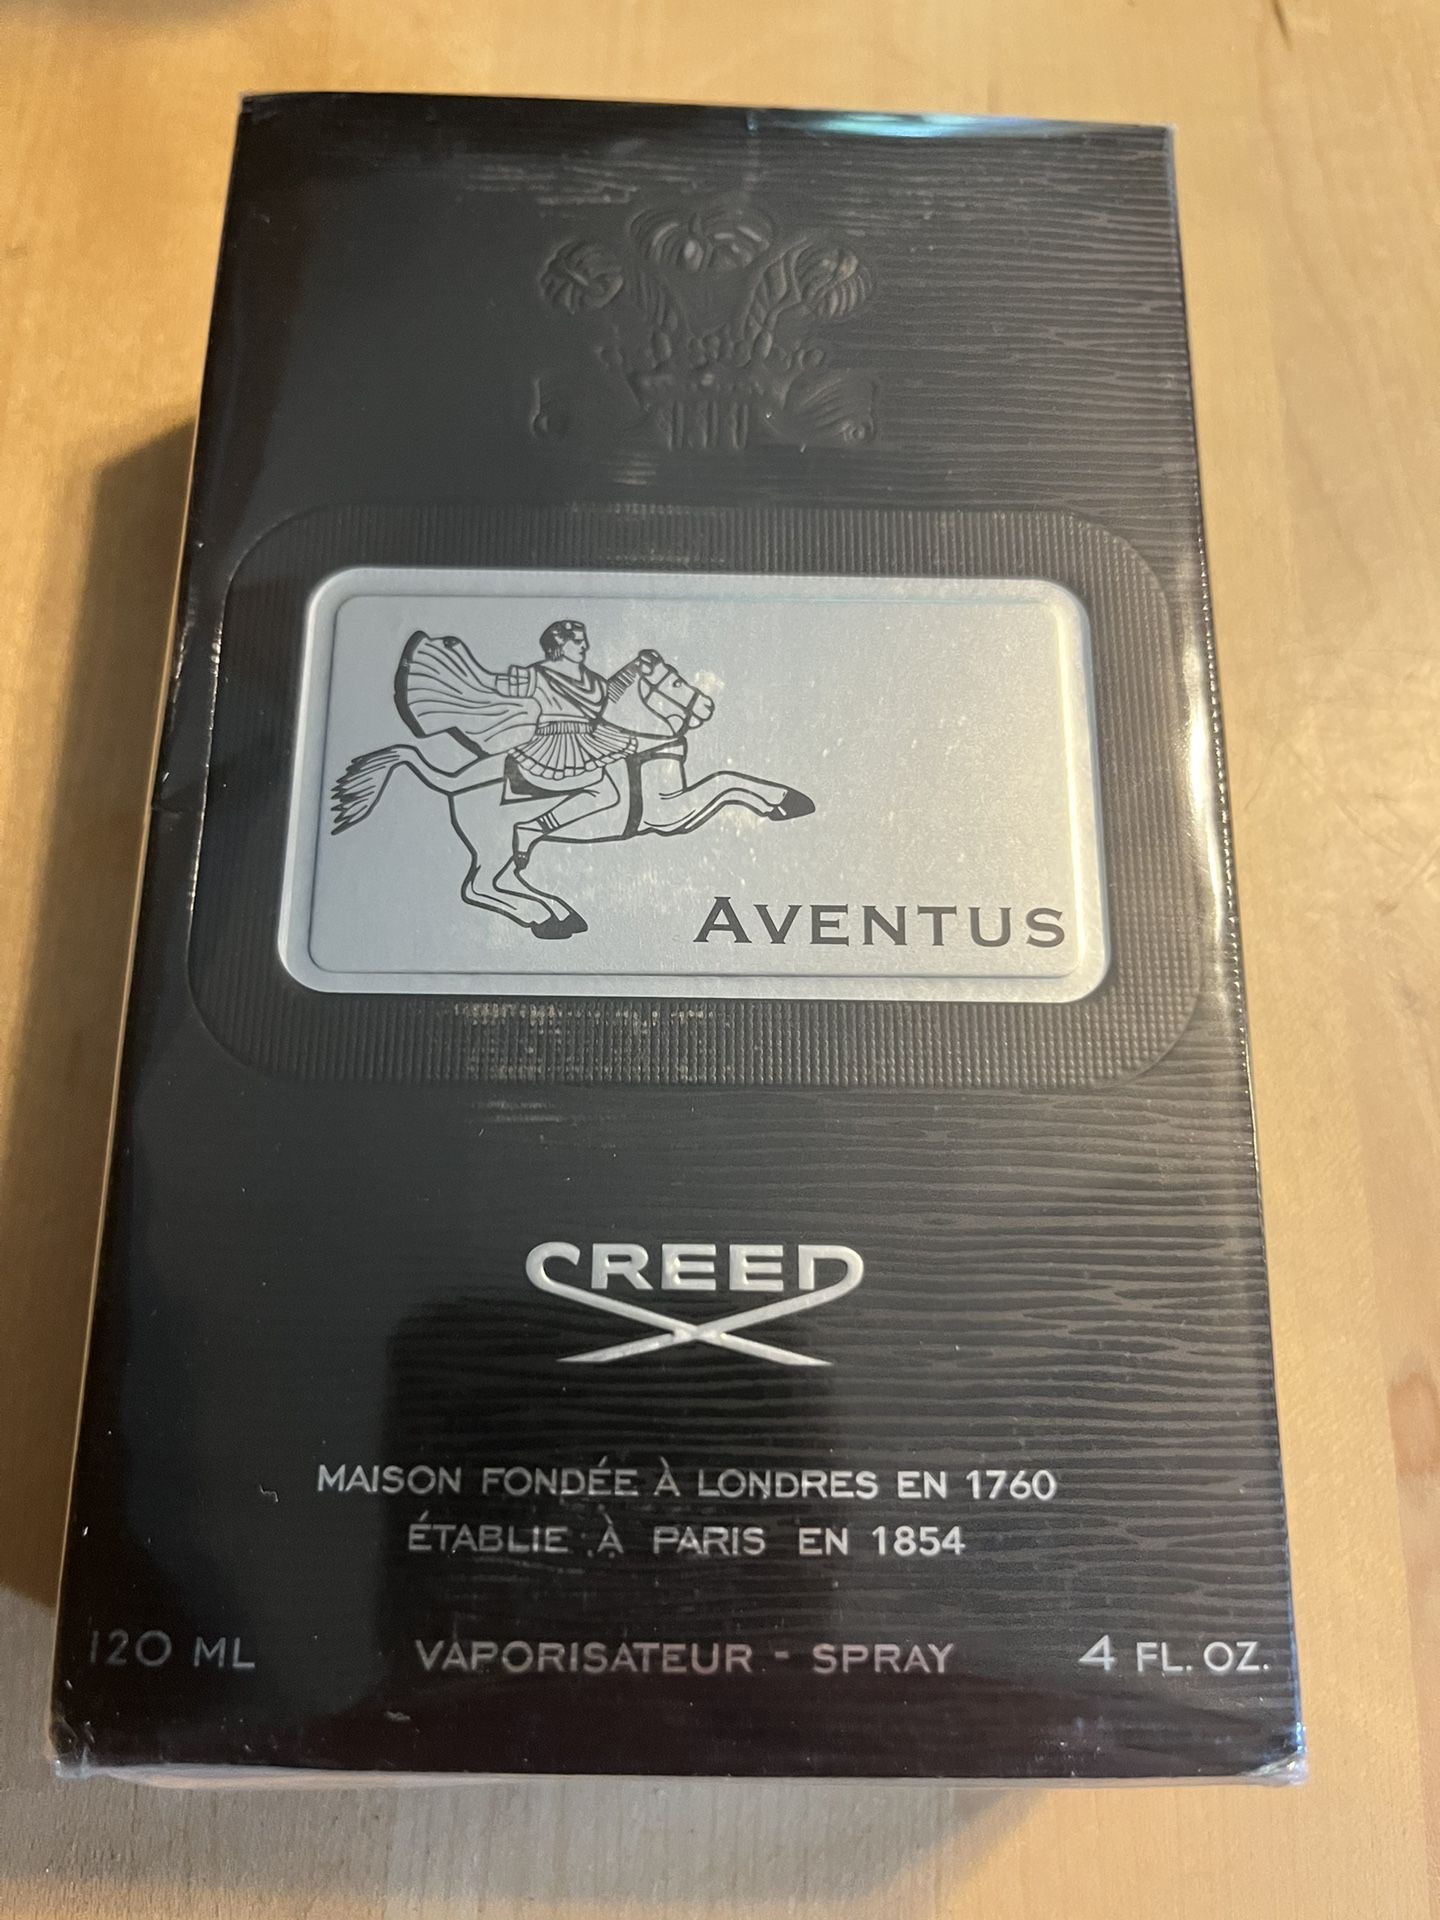 AVENTUS
CREED
MAISON FONDÉE À LONDRES EN 1760
ÉTABLIE À PARIS EN 1854
120 ML VAPORISATEUR - SPRAY 4 FL. OZ.